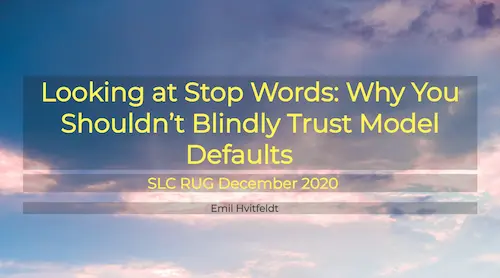 Looking at Stop Words: Why You
Shouldn’t Blindly Trust Model
Defaults
SLC RUG December 2020
Emil Hvitfeldt